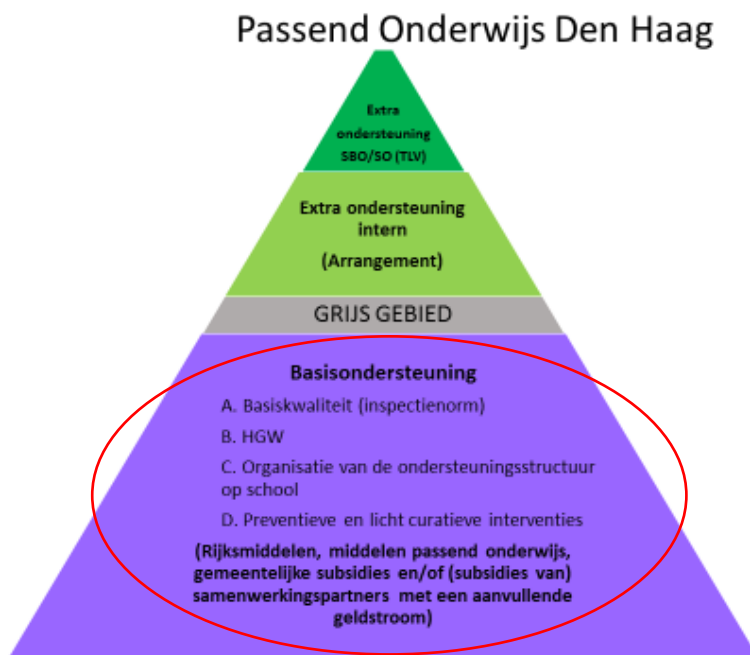 Passend Onderwijs Den Haag
Extra
ondersteuning
SBO/SO (TLV)
Extra ondersteuning
intern
(Arrangement)
GRIJS GEBIED
Basisondersteuning
A. Basiskwaliteit (inspectienorm)
B. HGW
C. Organisatie van de ondersteuningsstructuur
op school
D. Preventieve en licht curatieve interventies
(Rijksmiddelen, middelen passend onderwijs,
gemeentelijke subsidies en/of (subsidies van)
samenwerkingspartners met een aanvullende
geldstroom)